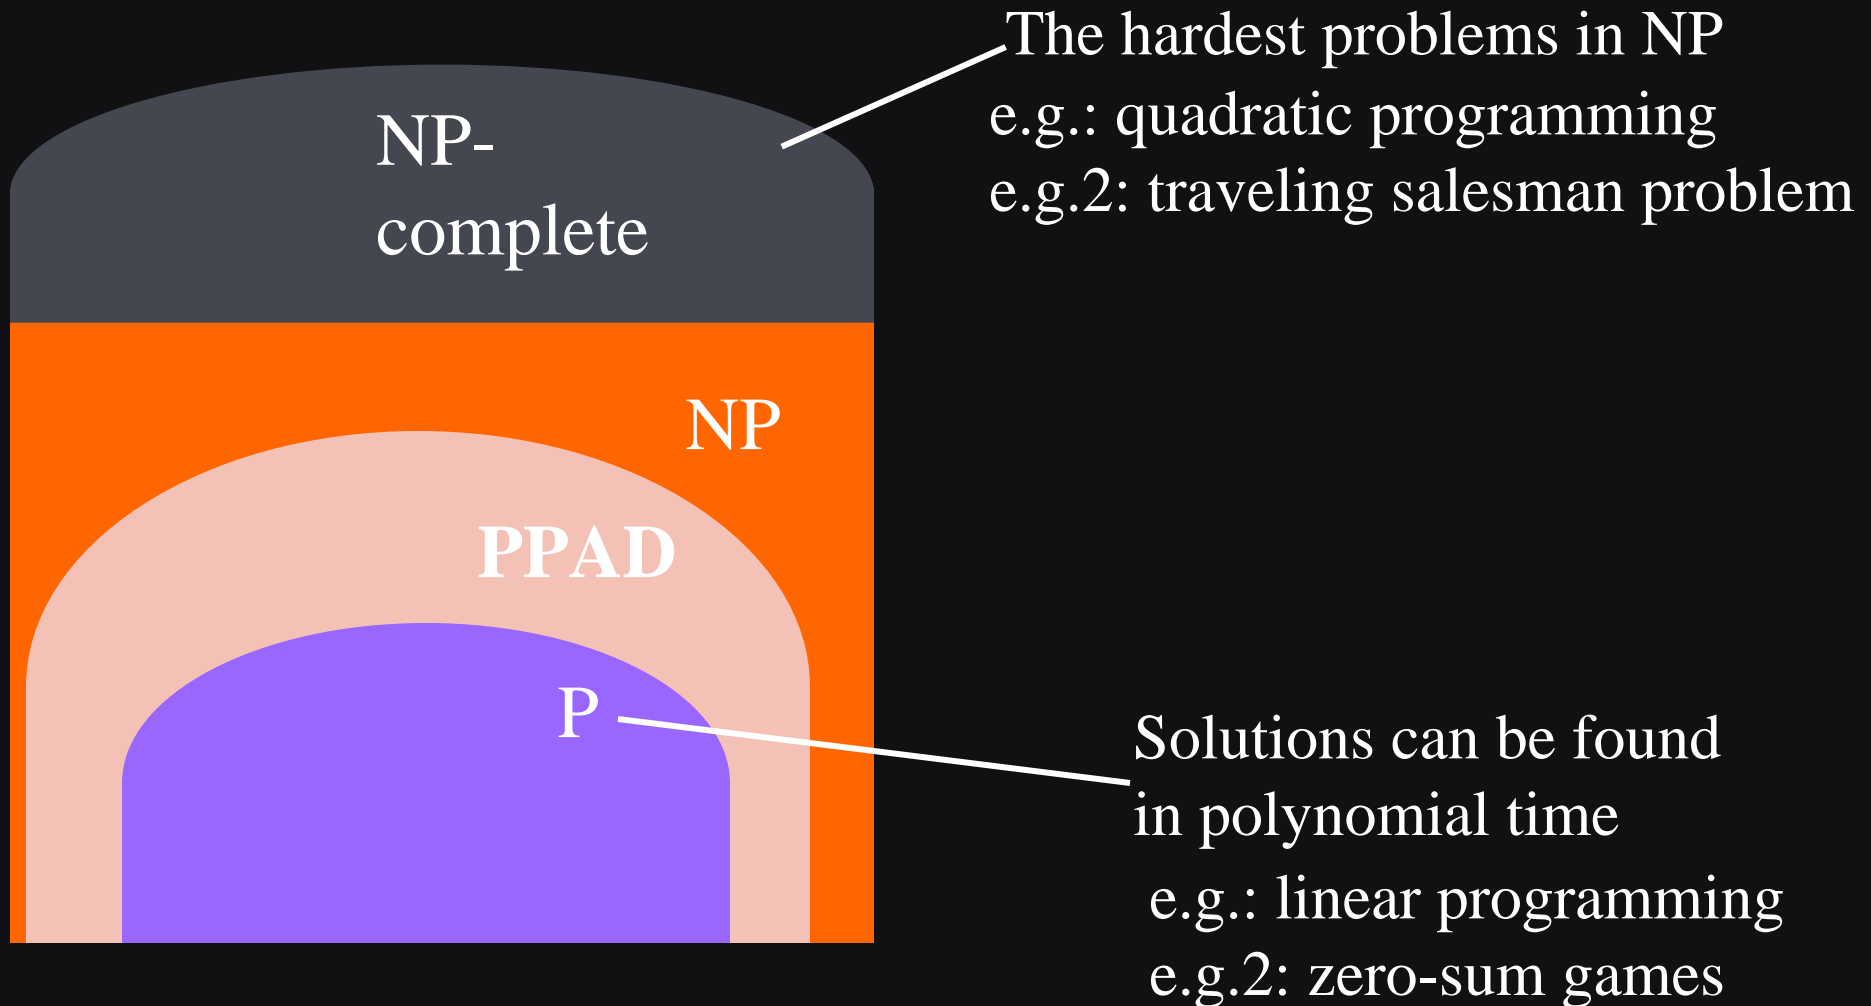 The hardest problems in NP
e.g.: quadratic programming
e.g.2: traveling salesman problem
NP-
complete
NP
PPAD
P
Solutions can be found
in polynomial time
e.g.: linear programming
e.g.2: zero-sum games